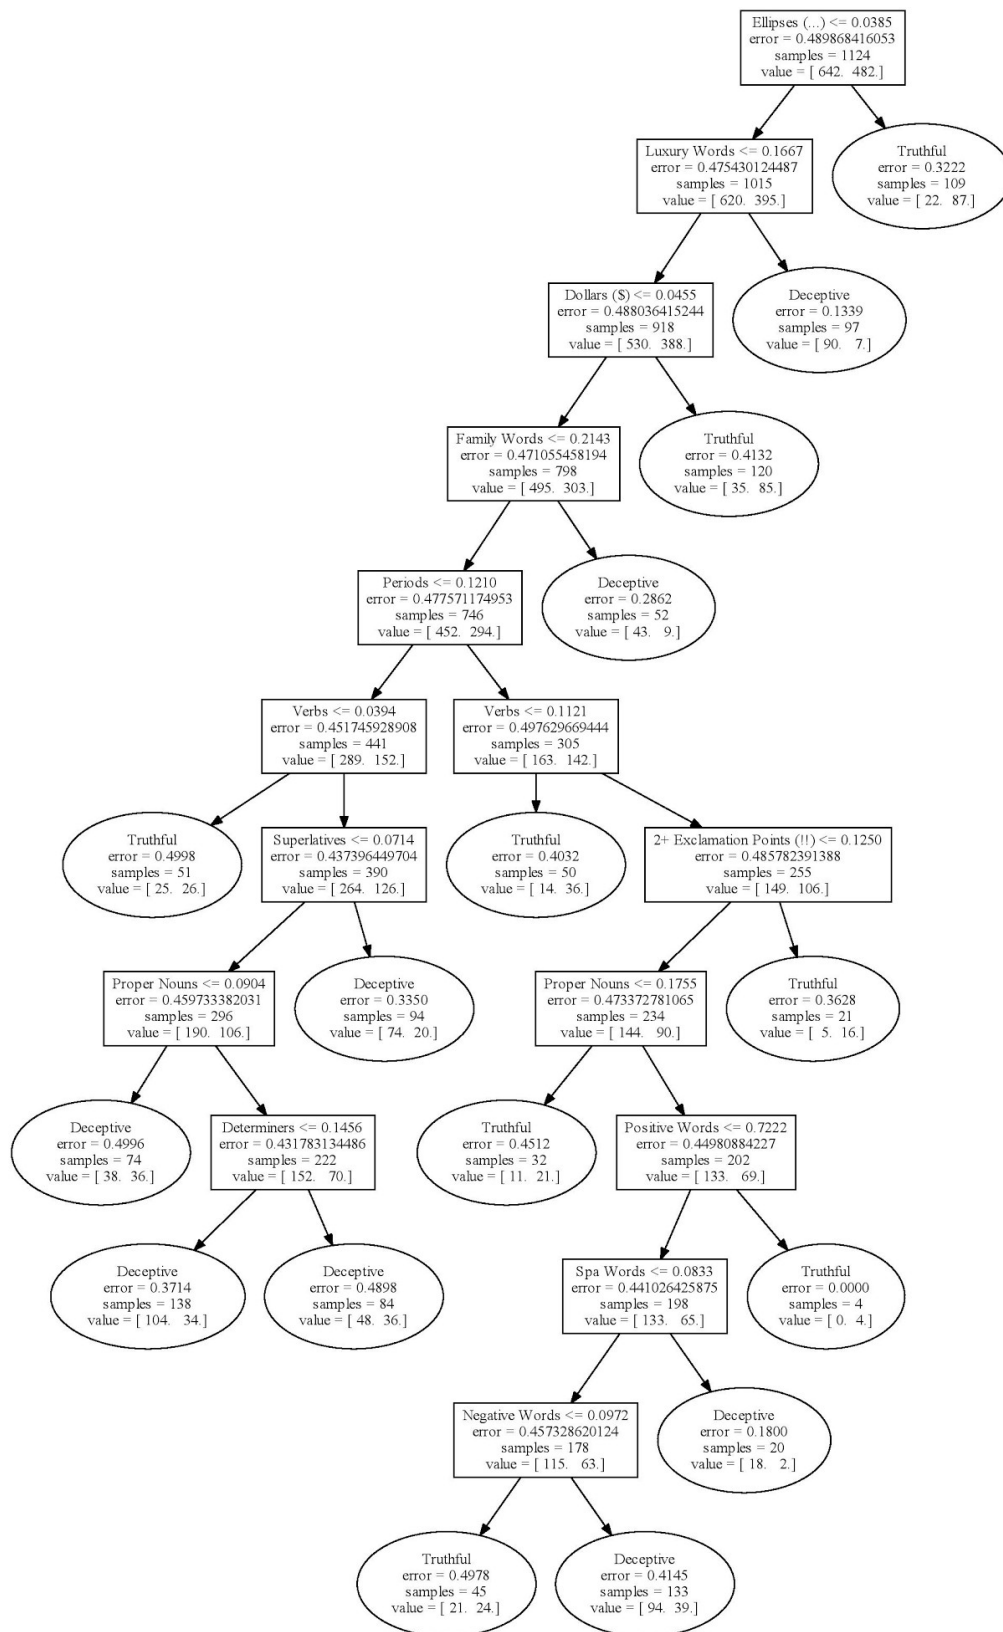 Ellipses (...) <= 0.0385
error = 0.489868416053
samples = 1124
value = [ 642. 482.]
Luxury Words <= 0.1667
error = 0.475430124487
samples = 1015
value = [ 620. 395.]
Truthful
error = 0.3222
samples = 109
value = [ 22. 87.]
Dollars ($) <= 0.0455
error = 0.488036415244
samples = 918
value = [ 530. 388.]
Deceptive
error = 0.1339
samples = 97
value = [ 90. 7.]
Family Words <= 0.2143
error = 0.471055458194
samples = 798
value = [ 495. 303.]
Truthful
error = 0.4132
samples = 120
value = [ 35. 85.]
Periods <= 0.1210
error = 0.477571174953
samples = 746
value = [ 452. 294.]
Deceptive
error = 0.2862
samples = 52
value = [ 43. 9.]
Verbs <= 0.0394
error = 0.451745928908
samples = 441
value = [ 289. 152.]
Verbs <= 0.1121
error = 0.497629669444
samples = 305
value = [ 163. 142.]
Truthful
error = 0.4998
samples = 51
value = [ 25. 26.]
Superlatives <= 0.0714
error = 0.437396449704
samples = 390
value = [ 264. 126.]
Truthful
error = 0.4032
samples = 50
value = [ 14. 36.]
2+ Exclamation Points (!!) <= 0.1250
error = 0.485782391388
samples = 255
value = [ 149. 106.]
Proper Nouns <= 0.0904
error = 0.459733382031
samples = 296
value = [ 190. 106.]
Deceptive
error = 0.3350
samples = 94
value = [ 74. 20.]
Proper Nouns <= 0.1755
error = 0.473372781065
samples = 234
value = [ 144. 90.]
Truthful
error = 0.3628
samples = 21
value = [ 5. 16.]
Deceptive
error = 0.4996
samples = 74
value = [ 38. 36.]
Determiners <= 0.1456
error = 0.431783134486
samples = 222
value = [ 152. 70.]
Truthful
error = 0.4512
samples = 32
value = [ 11. 21.]
Positive Words <= 0.7222
error = 0.44980884227
samples = 202
value = [ 133. 69.]
Deceptive
error = 0.3714
samples = 138
value = [ 104. 34.]
Deceptive
error = 0.4898
samples = 84
value = [ 48. 36.]
Spa Words <= 0.0833
error = 0.441026425875
samples = 198
value = [ 133. 65.]
Truthful
error = 0.0000
samples = 4
value = [ 0. 4.]
Negative Words <= 0.0972
error = 0.457328620124
samples = 178
value = [ 115. 63.]
Deceptive
error = 0.1800
samples = 20
value = [ 18. 2.]
Truthful
error = 0.4978
samples = 45
value = [ 21. 24.]
Deceptive
error = 0.4145
samples = 133
value = [ 94. 39.]